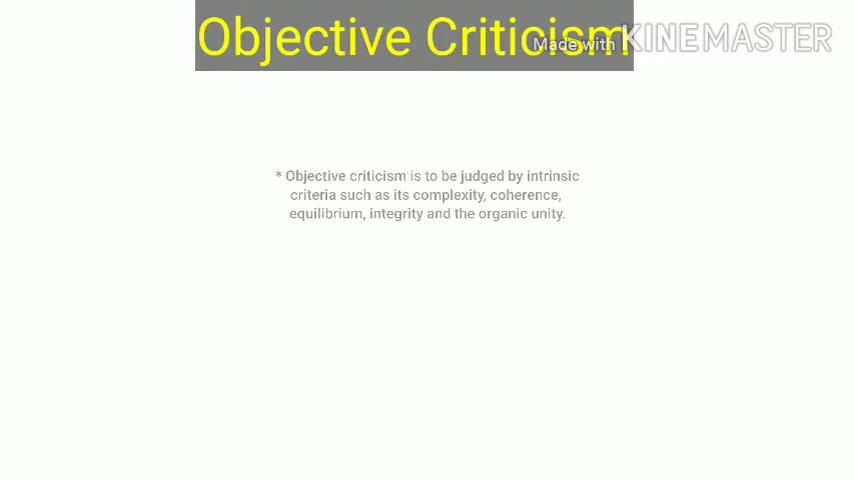 Objective Criticism
Made with KINEMASTER
* Objective criticism is to be judged by intrinsic
criteria such as its complexity, coherence,
equilibrium, integrity and the organic unity.